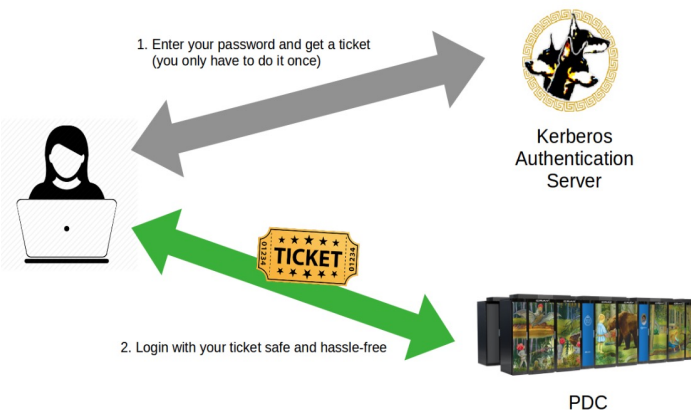 1. Enter your password and get a ticket
(you only have to do it once)
Kerberos
Authentication
Server
01234
TICKET
01234
2. Login with your ticket safe and hassle-free
PDC